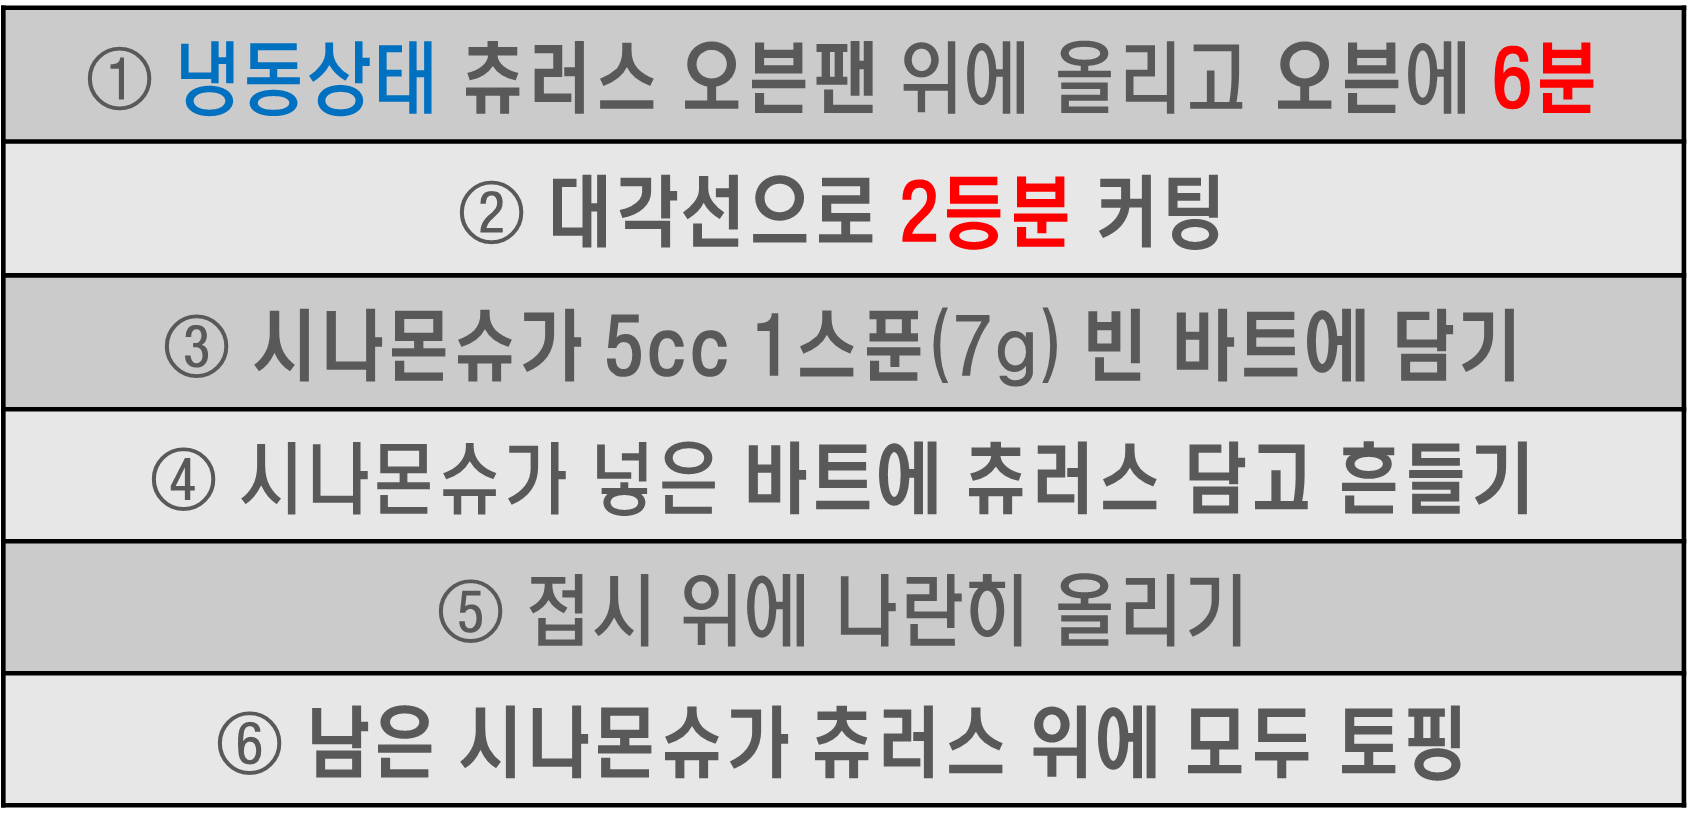 ① 냉동상태 츄러스 오븐팬 위에 올리고 오븐에 6분
② 대각선으로 2등분 커팅
③ 시나몬슈가 5cc 1스푼(7g) 빈 바트에 담기
④ 시나몬슈가 넣은 바트에 츄러스 담고 흔들기
⑤ 접시 위에 나란히 올리기
⑥ 남은 시나몬슈가 츄러스 위에 모두 토핑